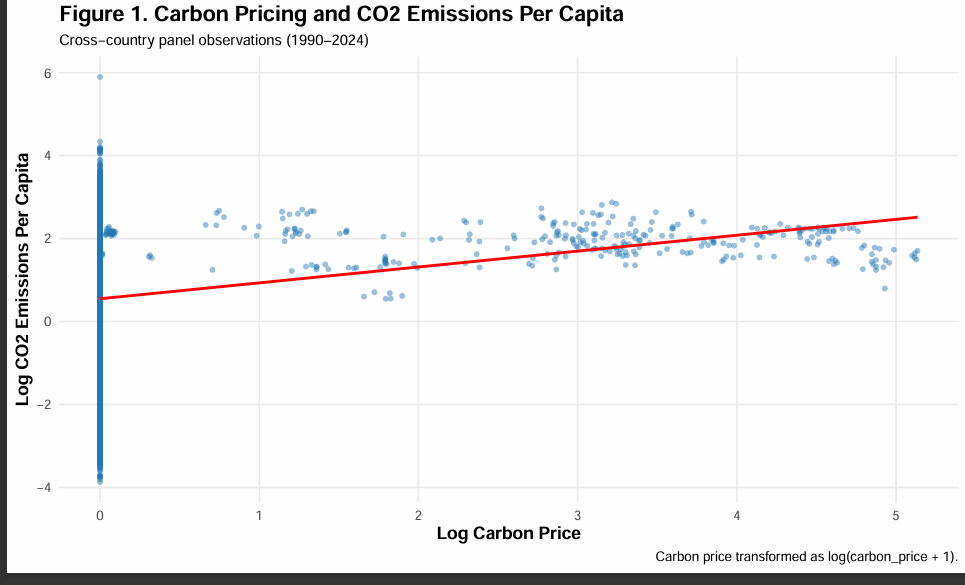 Figure 1. Carbon Pricing and CO2 Emissions Per Capita
Cross−country panel observations (1990−2024)
Log CO2 Emissions Per Capita
6
4
2
0
−2
−4
0 1 2 3 4 5
Log Carbon Price
Carbon price transformed as log(carbon_price + 1).